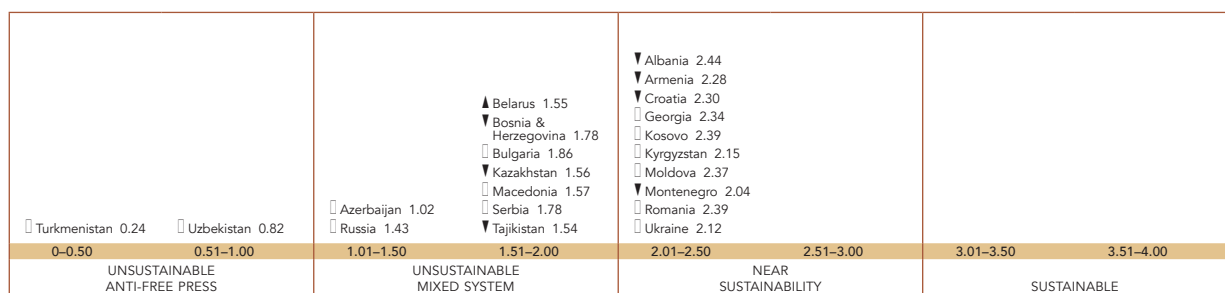 ▼ Albania 2.44
▼ Armenia 2.28
▼ Croatia 2.30
▯ Georgia 2.34
▯ Kosovo 2.39
▯ Kyrgyzstan 2.15
▯ Moldova 2.37
▼ Montenegro 2.04
▯ Romania 2.39
▯ Ukraine 2.12
▲ Belarus 1.55
▼ Bosnia &
Herzegovina 1.78
▯ Bulgaria 1.86
▼ Kazakhstan 1.56
▯ Macedonia 1.57
▯ Serbia 1.78
▼ Tajikistan 1.54
▯ Azerbaijan 1.02
▯ Russia 1.43
▯ Turkmenistan 0.24
▯ Uzbekistan 0.82
0–0.50
0.51–1.00
1.01–1.50
1.51–2.00
2.01–2.50
2.51–3.00
3.01–3.50
3.51–4.00
UNSUSTAINABLE
ANTI-FREE PRESS
UNSUSTAINABLE
MIXED SYSTEM
NEAR
SUSTAINABILITY
SUSTAINABLE